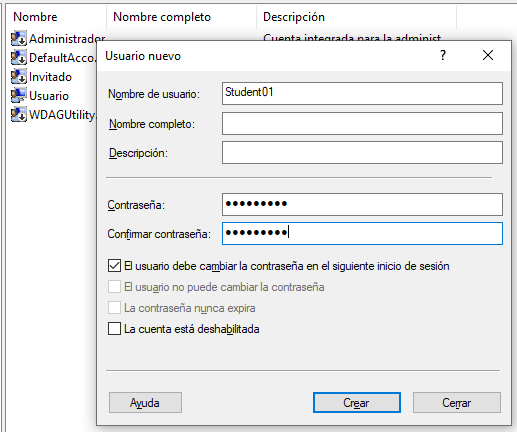 Nombre Nombre completo Descripción
Administrador Cuenta integrada para la administ...
DefaultAcco...
Invitado
Usuario
WDAGUtility...
Usuario nuevo ? ×
Nombre de usuario: Student01
Nombre completo:
Descripción:
Contraseña: •••••••••
Confirmar contraseña: •••••••••
El usuario debe cambiar la contraseña en el siguiente inicio de sesión
El usuario no puede cambiar la contraseña
La contraseña nunca expira
La cuenta está deshabilitada
Ayuda Crear Cerrar